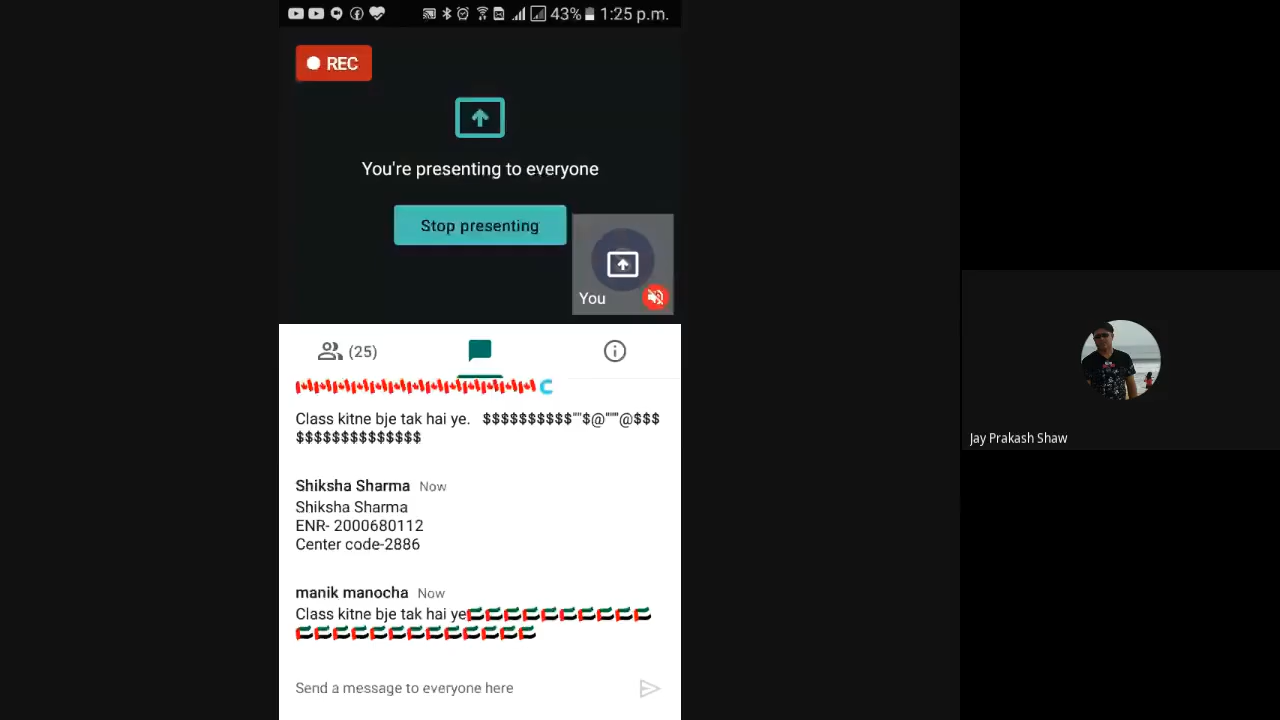 43% 1:25 p.m.
REC
You're presenting to everyone
Stop presenting
You
(25)
Class kitne bje tak hai ye. $$$$$$$$$$""$@"""@$$$
$$$$$$$$$$$$$$
Shiksha Sharma Now
Shiksha Sharma
ENR- 2000680112
Center code-2886
manik manocha Now
Class kitne bje tak hai ye
Send a message to everyone here
Jay Prakash Shaw